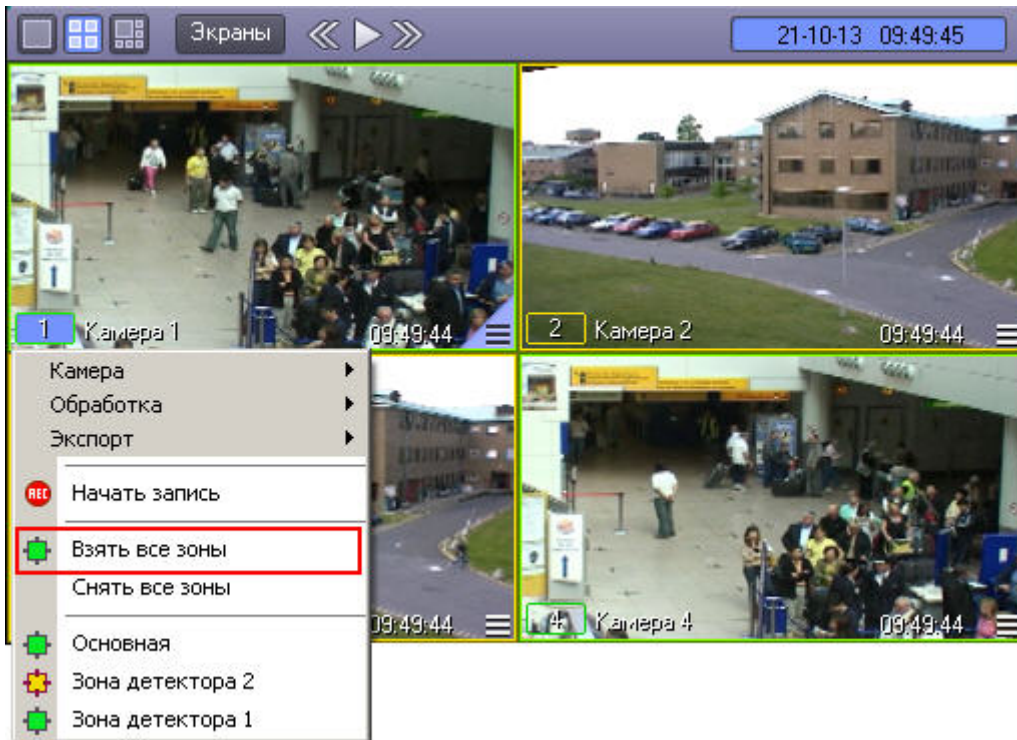 Экраны
21-10-13 09:49:45
1 Камера 1 09:49:44
2 Камера 2 09:49:44
Камера
Обработка
Экспорт
REC Начать запись
Взять все зоны
Снять все зоны
Основная
Зона детектора 2
Зона детектора 1
09:49:44
4 Камера 4 09:49:44